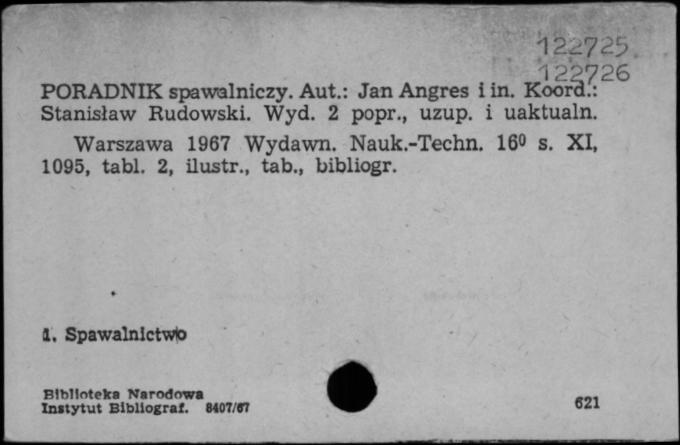 122725
122726
PORADNIK spawalniczy. Aut.: Jan Angres i in. Koord.:
Stanisław Rudowski. Wyd. 2 popr., uzup. i uaktualn.
Warszawa 1967 Wydawn. Nauk.-Techn. 16⁰ s. XI,
1095, tabl. 2, ilustr., tab., bibliogr.
1. Spawalnictwo
Biblioteka Narodowa
Instytut Bibliograf. 8407/67
621